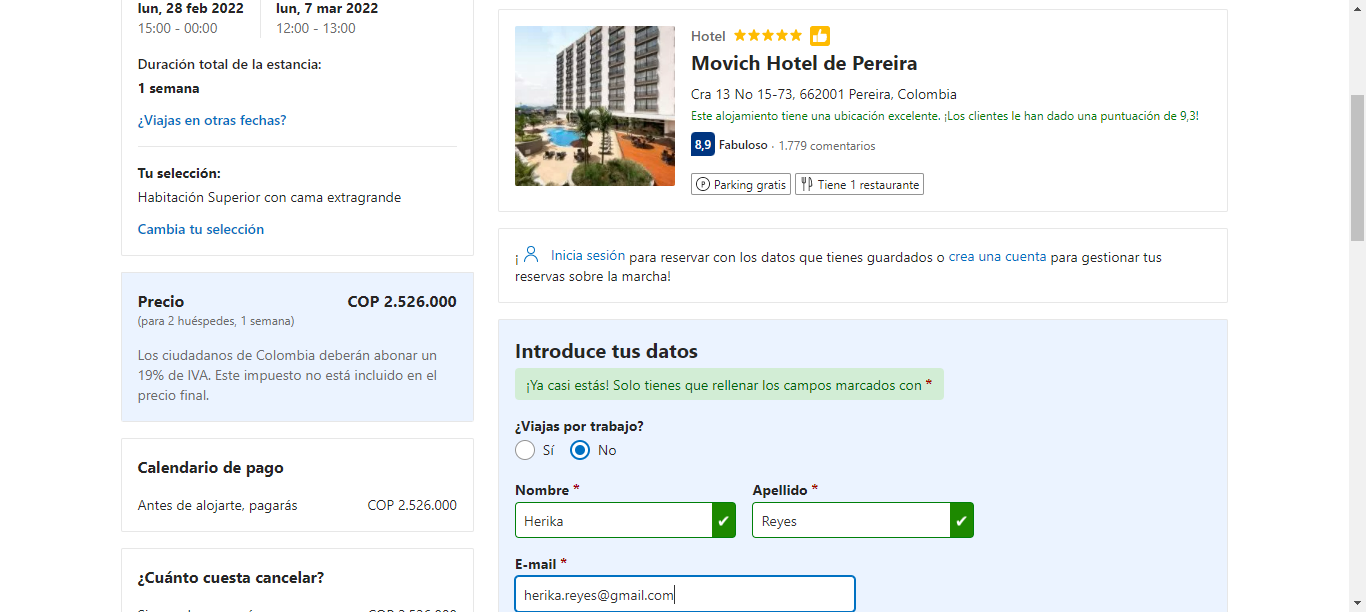 lun, 28 feb 2022
15:00 - 00:00
lun, 7 mar 2022
12:00 - 13:00
Duración total de la estancia:
1 semana
¿Viajas en otras fechas?
Tu selección:
Habitación Superior con cama extragrande
Cambia tu selección
Precio COP 2.526.000
(para 2 huéspedes, 1 semana)
Los ciudadanos de Colombia deberán abonar un
19% de IVA. Este impuesto no está incluido en el
precio final.
Calendario de pago
Antes de alojarte, pagarás COP 2.526.000
¿Cuánto cuesta cancelar?
Hotel
Movich Hotel de Pereira
Cra 13 No 15-73, 662001 Pereira, Colombia
Este alojamiento tiene una ubicación excelente. ¡Los clientes le han dado una puntuación de 9,3!
8,9 Fabuloso · 1.779 comentarios
P Parking gratis Tiene 1 restaurante
¡ Inicia sesión para reservar con los datos que tienes guardados o crea una cuenta para gestionar tus
reservas sobre la marcha!
Introduce tus datos
¡Ya casi estás! Solo tienes que rellenar los campos marcados con *
¿Viajas por trabajo?
Sí No
Nombre * Apellido *
Herika Reyes
E-mail *
herika.reyes@gmail.com